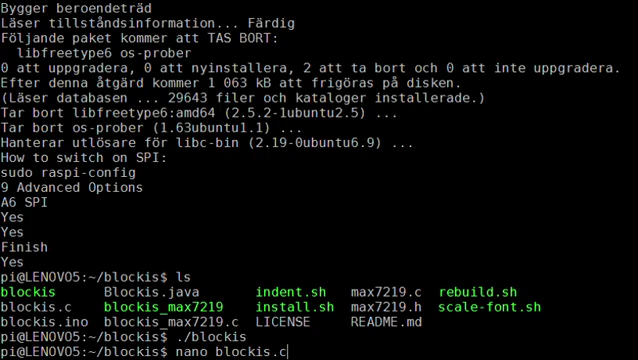 Bygger beroendeträd
Läser tillståndsinformation... Färdig
Följande paket kommer att TAS BORT:
  libfreetype6 os-prober
0 att uppgradera, 0 att nyinstallera, 2 att ta bort och 0 att inte uppgradera.
Efter denna åtgärd kommer 1 063 kB att frigöras på disken.
(Läser databasen ... 29643 filer och kataloger installerade.)
Tar bort libfreetype6:amd64 (2.5.2-1ubuntu2.5) ...
Tar bort os-prober (1.63ubuntu1.1) ...
Hanterar utlösare för libc-bin (2.19-0ubuntu6.9) ...
How to switch on SPI:
sudo raspi-config
9 Advanced Options
A6 SPI
Yes
Yes
Finish
Yes
pi@LENOVO5:~/blockis$ ls
blockis      Blockis.java       indent.sh   max7219.c  rebuild.sh
blockis.c    blockis_max7219    install.sh  max7219.h  scale-font.sh
blockis.ino  blockis_max7219.c  LICENSE     README.md
pi@LENOVO5:~/blockis$ ./blockis
pi@LENOVO5:~/blockis$ nano blockis.c